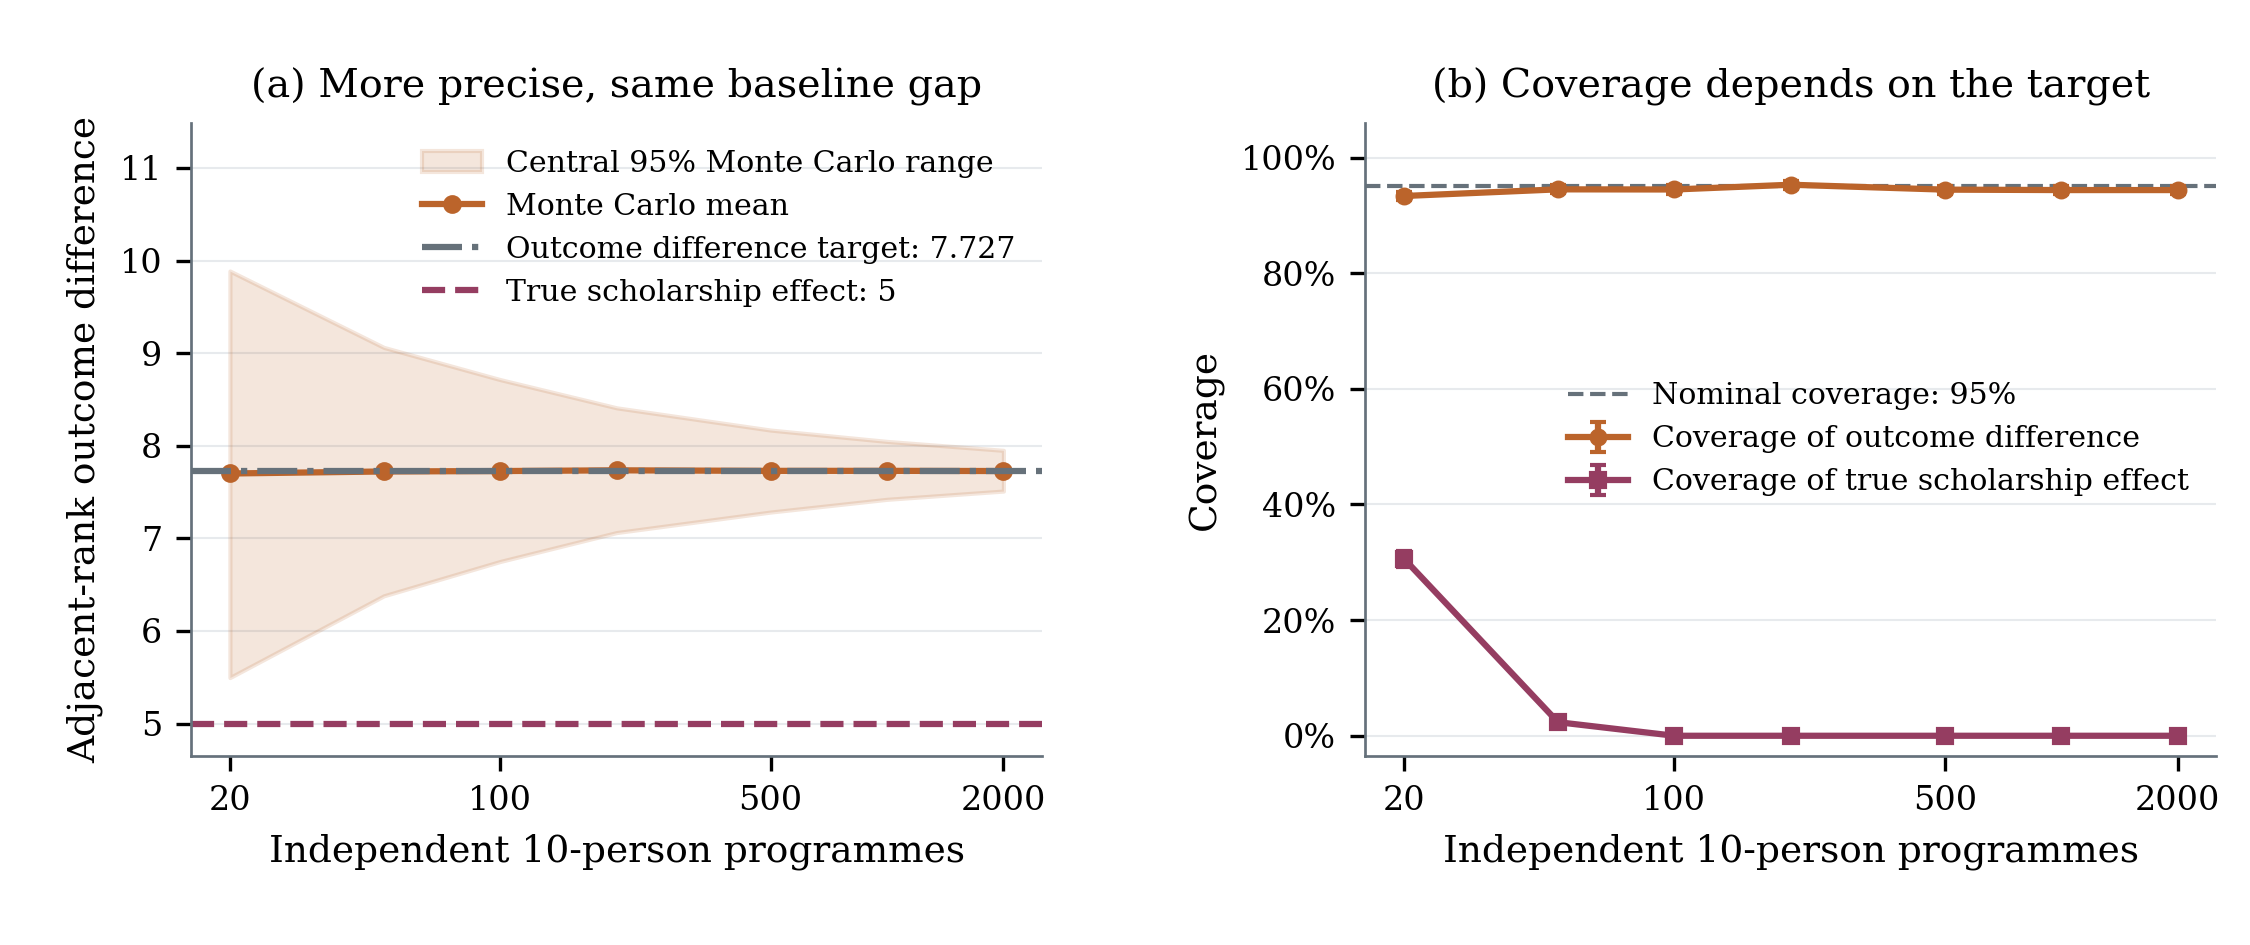 (a) More precise, same baseline gap
Adjacent-rank outcome difference
11
10
9
8
7
6
5
Central 95% Monte Carlo range
Monte Carlo mean
Outcome difference target: 7.727
True scholarship effect: 5
20
100
500
2000
Independent 10-person programmes
(b) Coverage depends on the target
Coverage
100%
80%
60%
40%
20%
0%
Nominal coverage: 95%
Coverage of outcome difference
Coverage of true scholarship effect
20
100
500
2000
Independent 10-person programmes